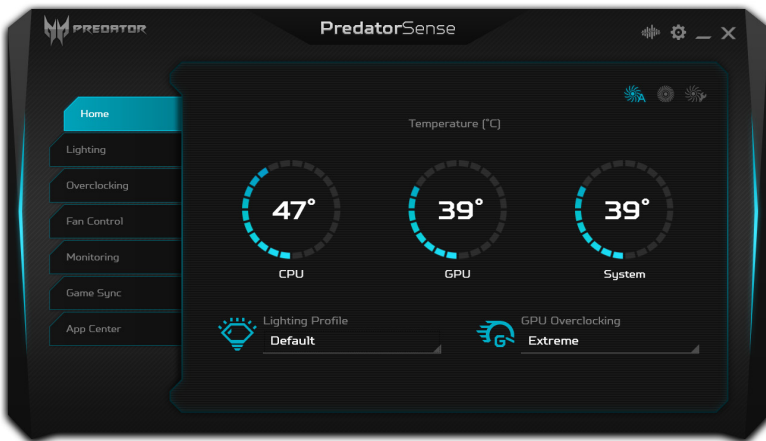 PREDATOR
PredatorSense
Home
Lighting
Overclocking
Fan Control
Monitoring
Game Sync
App Center
A
Temperature (°C)
47° 39° 39°
CPU GPU System
Lighting Profile
Default
G
GPU Overclocking
Extreme